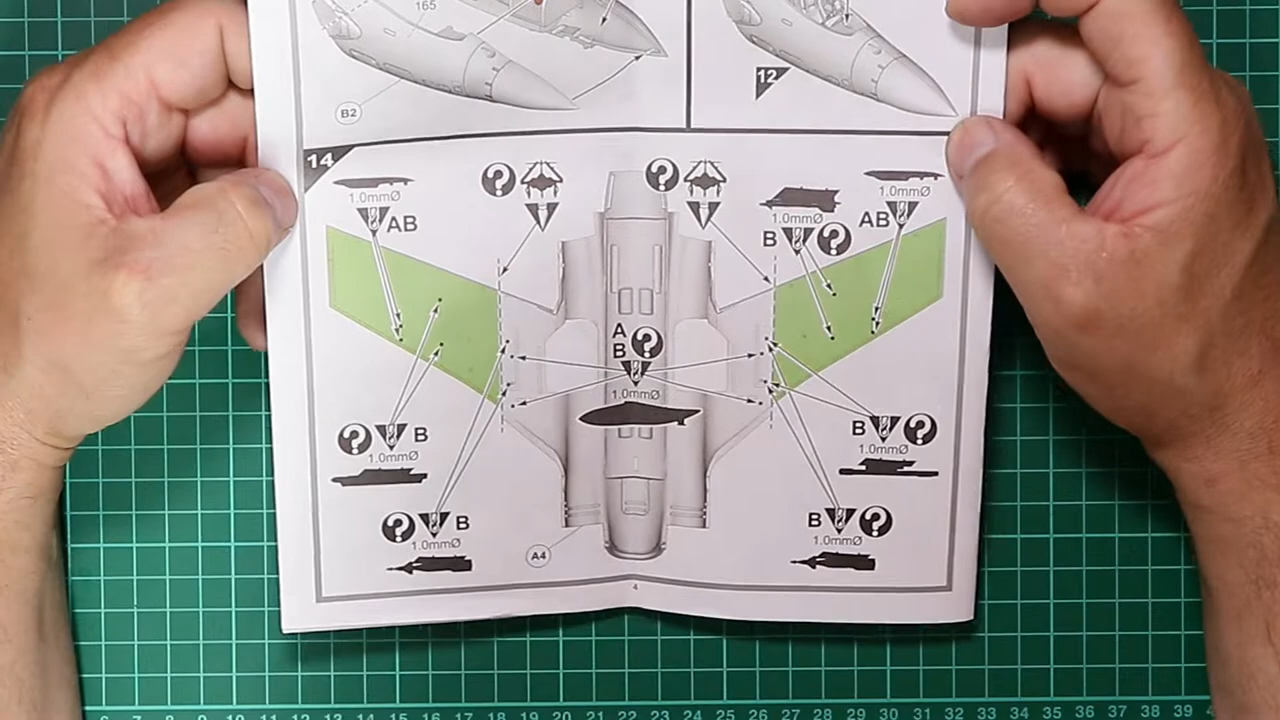 165
B2
12
14
1.0mmØ
AB
?
?
1.0mmØ
B ?
1.0mmØ
AB
A
B ?
1.0mmØ
? B
1.0mmØ
B ?
1.0mmØ
? B
1.0mmØ
B ?
1.0mmØ
A4
4
6 7 8 9 10 11 12 13 14 15 16 17 18 19 20 21 22 23 24 25 26 27 28 29 30 31 32 33 34 35 36 37 38 39